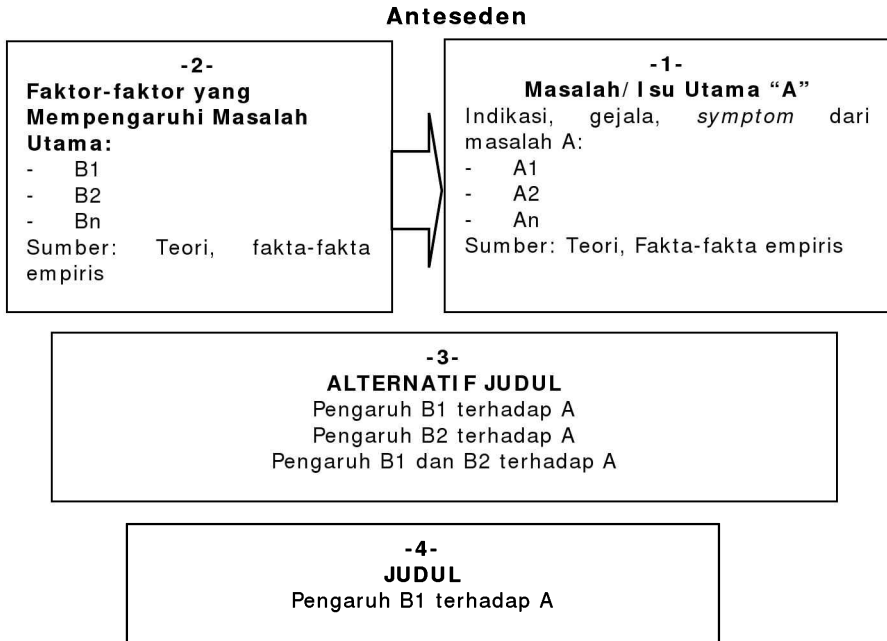 Anteseden
-2-
Faktor-faktor yang
Mempengaruhi Masalah
Utama:
- B1
- B2
- Bn
Sumber: Teori, fakta-fakta
empiris
-1-
Masalah/ Isu Utama “A”
Indikasi, gejala, symptom dari
masalah A:
- A1
- A2
- An
Sumber: Teori, Fakta-fakta empiris
-3-
ALTERNATIF JUDUL
Pengaruh B1 terhadap A
Pengaruh B2 terhadap A
Pengaruh B1 dan B2 terhadap A
-4-
JUDUL
Pengaruh B1 terhadap A